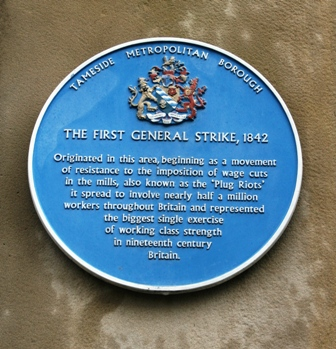 TAMESIDE METROPOLITAN BOROUGH
THE FIRST GENERAL STRIKE, 1842
Originated in this area, beginning as a movement
of resistance to the imposition of wage cuts
in the mills, also known as the "Plug Riots"
it spread to involve nearly half a million
workers throughout Britain and represented
the biggest single exercise
of working class strength
in nineteenth century
Britain.